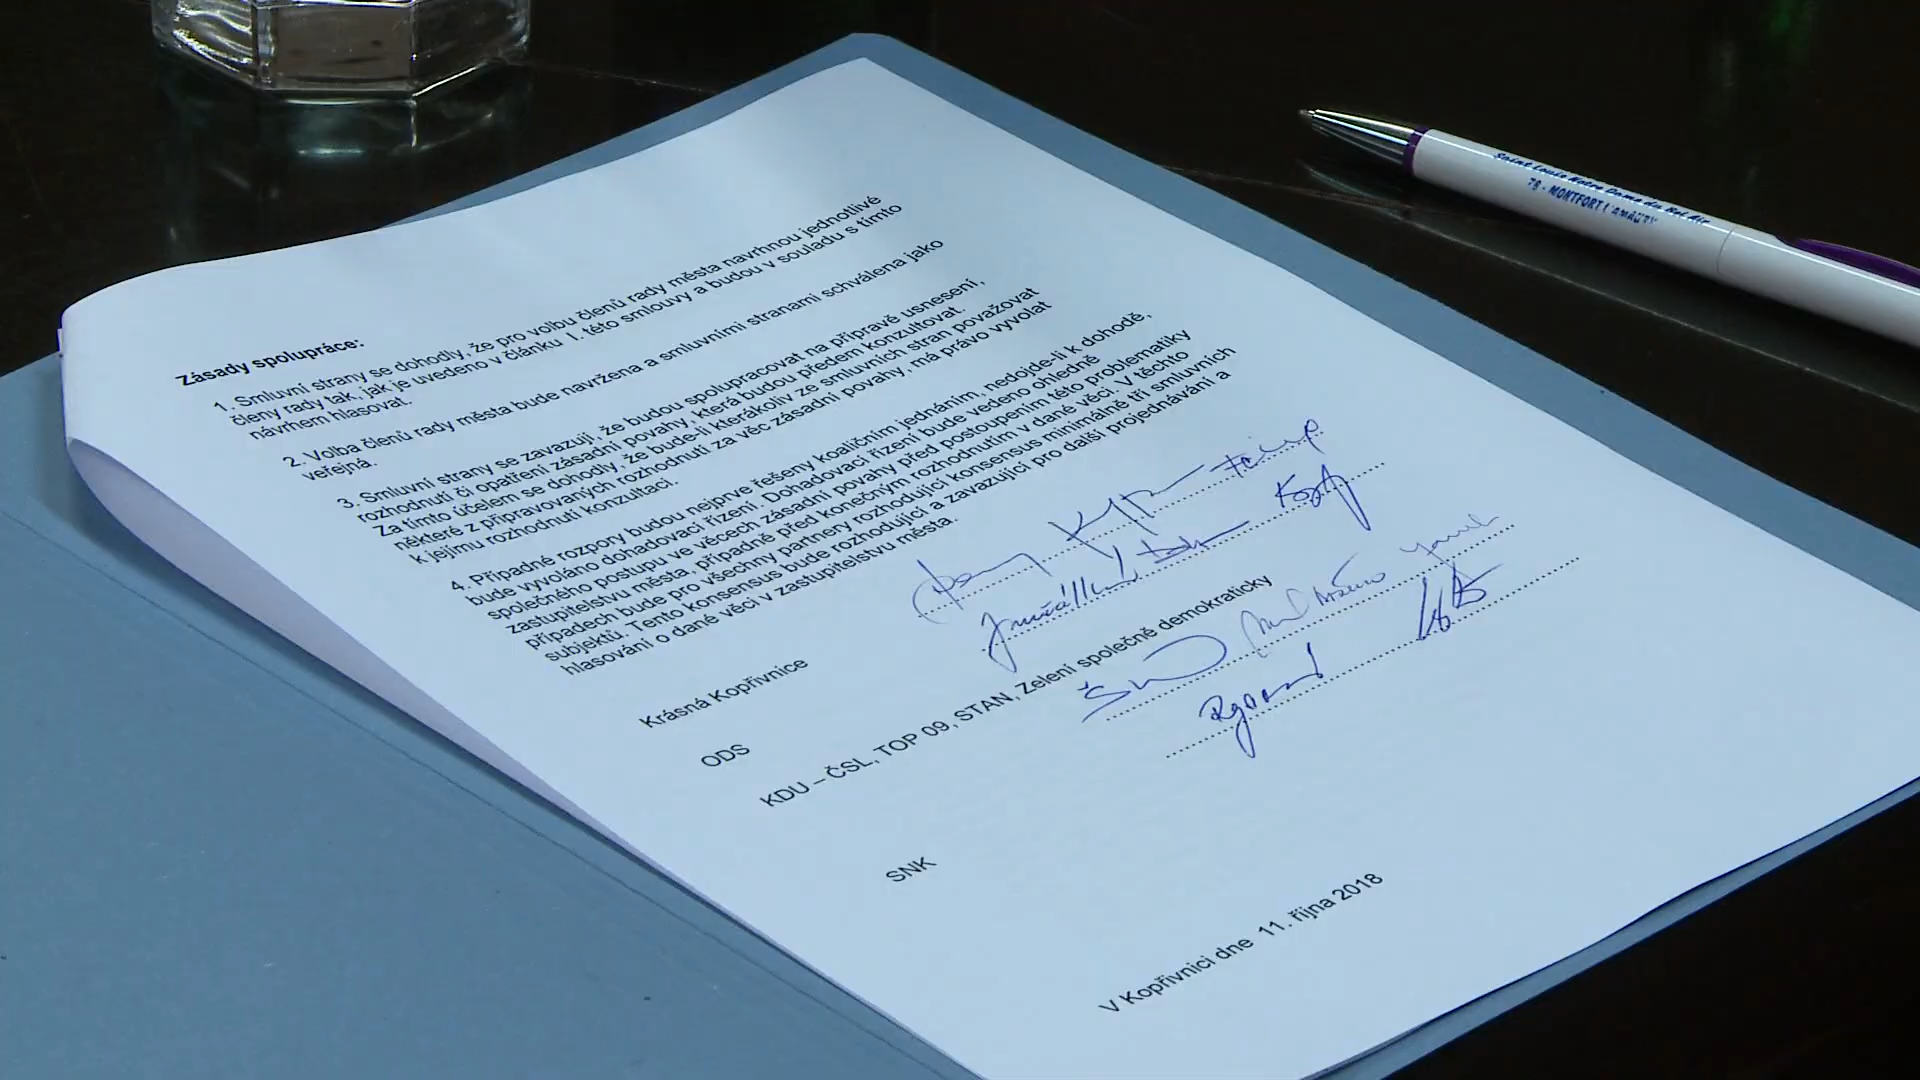 Zásady spolupráce:
1. Smluvní strany se dohodly, že pro volbu členů rady města navrhnou jednotlivé
členy rady tak, jak je uvedeno v článku I. této smlouvy a budou v souladu s tímto
návrhem hlasovat.
2. Volba členů rady města bude navržena a smluvními stranami schválena jako
veřejná.
3. Smluvní strany se zavazují, že budou spolupracovat na přípravě usnesení,
rozhodnutí či opatření zásadní povahy, která budou předem konzultovat.
Za tímto účelem se dohodly, že bude-li kterákoliv ze smluvních stran považovat
některé z připravovaných rozhodnutí za věc zásadní povahy, má právo vyvolat
k jejímu rozhodnutí konzultaci.
4. Případné rozpory budou nejprve řešeny koaličním jednáním, nedojde-li k dohodě,
bude vyvoláno dohadovací řízení. Dohadovací řízení bude vedeno ohledně
společného postupu ve věcech zásadní povahy před postoupením této problematiky
zastupitelstvu města, případně před konečným rozhodnutím v dané věci. V těchto
případech bude pro všechny partnery rozhodující konsensus minimálně tří smluvních
subjektů. Tento konsensus bude rozhodující a zavazující pro další projednávání a
hlasování o dané věci v zastupitelstvu města.
Krásná Kopřivnice
ODS
KDU – ČSL, TOP 09, STAN, Zelení společně demokraticky
SNK
V Kopřivnici dne 11. října 2018
Saint Louis Notre Dame du Bel Air
78 - MONTFORT L'AMAURY